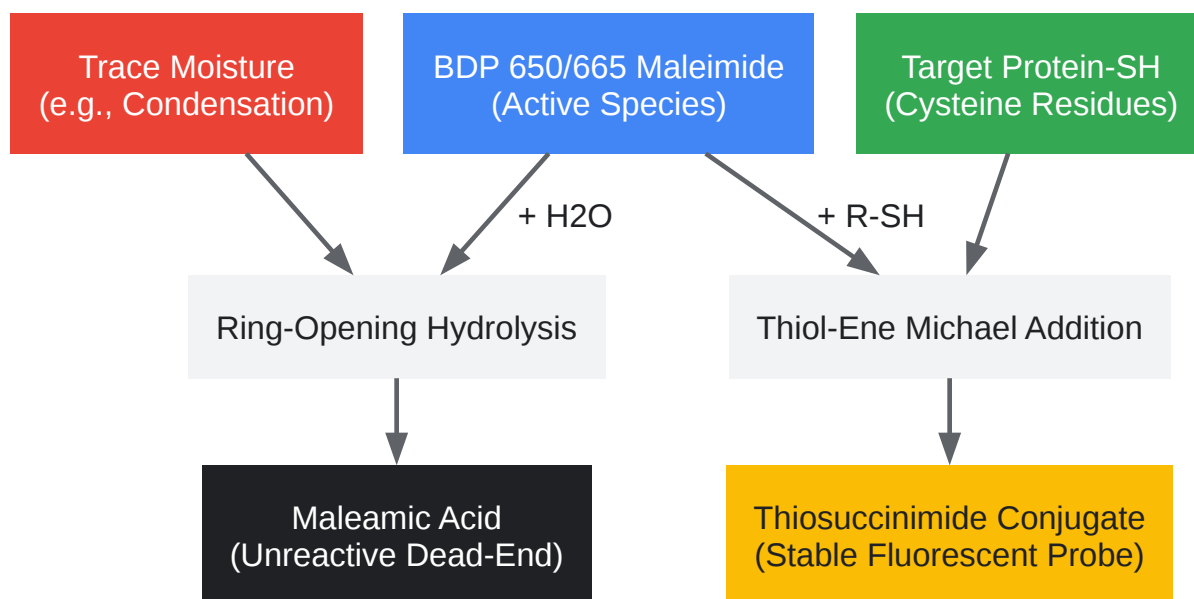 Trace Moisture
(e.g., Condensation)
BDP 650/665 Maleimide
(Active Species)
Target Protein-SH
(Cysteine Residues)
+ H2O
+ R-SH
Ring-Opening Hydrolysis
Thiol-Ene Michael Addition
Maleamic Acid
(Unreactive Dead-End)
Thiosuccinimide Conjugate
(Stable Fluorescent Probe)